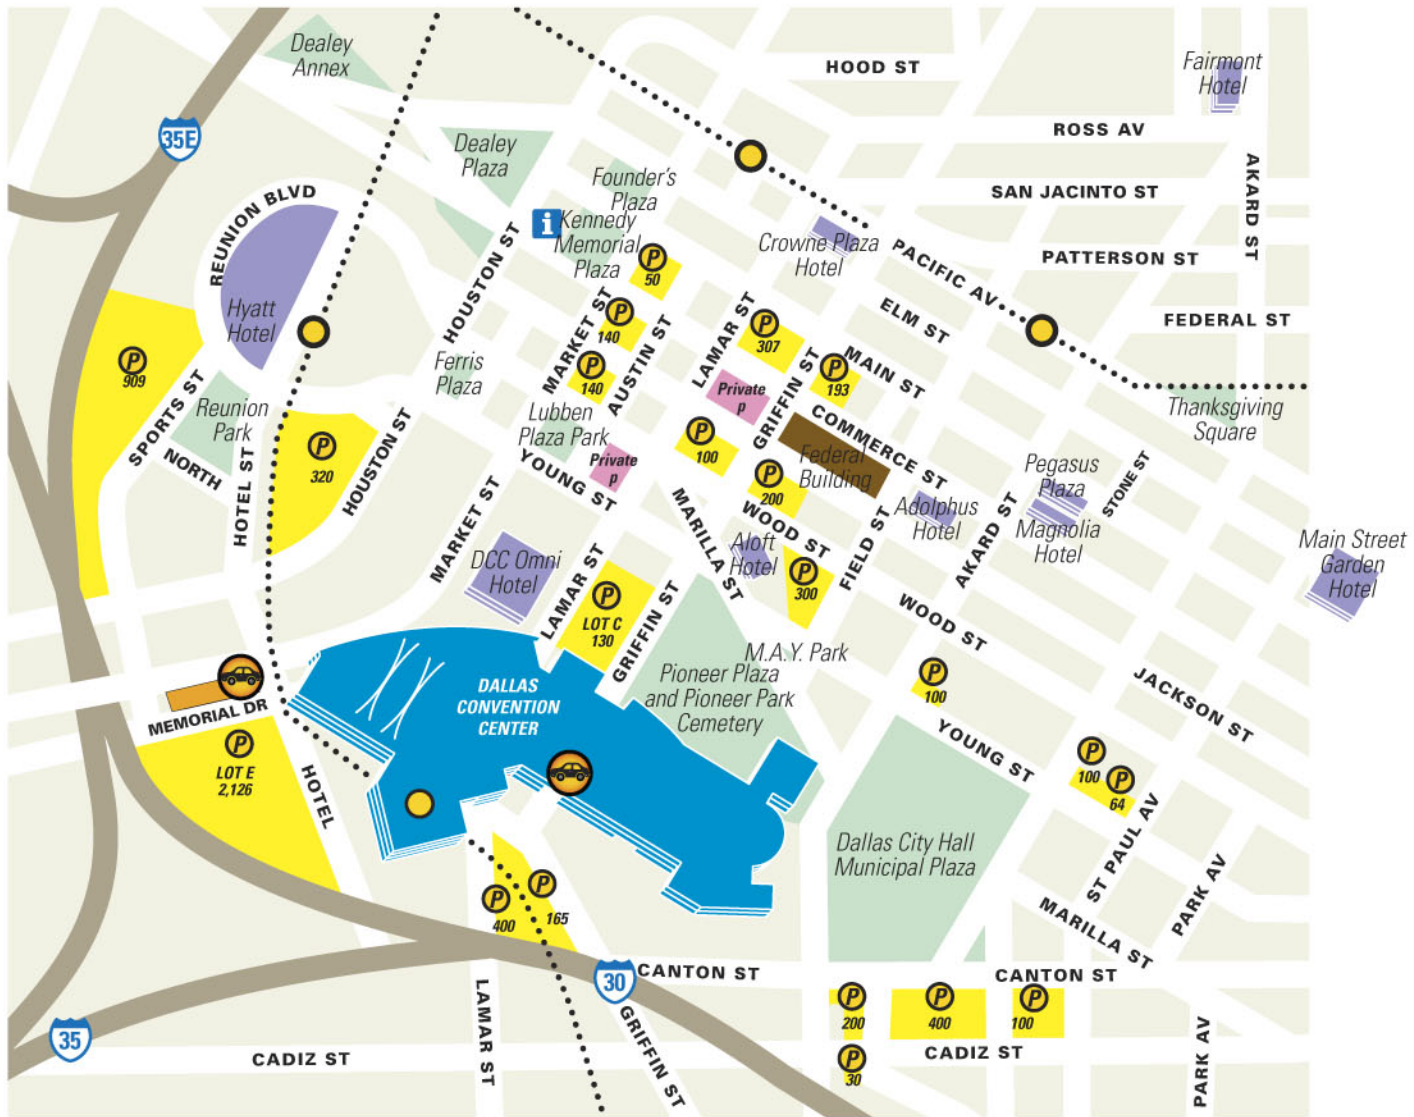 Dealey
Annex
HOOD ST
Fairmont
Hotel
35E
ROSS AV
Dealey
Plaza
AKARD ST
Founder's
Plaza
SAN JACINTO ST
REUNION BLVD
i
Kennedy
Memorial
Plaza
HOUSTON ST
Crowne Plaza
Hotel
PACIFIC AV
PATTERSON ST
P
50
Hyatt
Hotel
MARKET ST
P
140
AUSTIN ST
LAMAR ST
P
307
ELM ST
FEDERAL ST
P
909
Ferris
Plaza
P
140
Private
P
GRIFFIN ST
P
193
MAIN ST
SPORTS ST
Reunion
Park
NORTH
HOTEL ST
P
320
HOUSTON ST
Lubben
Plaza Park
Private
P
YOUNG ST
P
100
COMMERCE ST
Federal
Building
Thanksgiving
Square
P
200
Pegasus
Plaza
STONE ST
MARKET ST
MARILLA ST
WOOD ST
Adolphus
Hotel
AKARD ST
Magnolia
Hotel
Main Street
Garden
Hotel
DCC Omni
Hotel
LAMAR ST
Aloft
Hotel
P
300
FIELD ST
P
LOT C
130
GRIFFIN ST
WOOD ST
M.A.Y. Park
Pioneer Plaza
and Pioneer Park
Cemetery
P
100
JACKSON ST
DALLAS
CONVENTION
CENTER
MEMORIAL DR
P
LOT E
2,126
HOTEL
YOUNG ST
P
100
P
64
ST PAUL AV
Dallas City Hall
Municipal Plaza
PARK AV
P
400
P
165
MARILLA ST
30
CANTON ST
CANTON ST
LAMAR ST
GRIFFIN ST
P
200
P
400
P
100
35
CADIZ ST
CADIZ ST
P
30
PARK AV